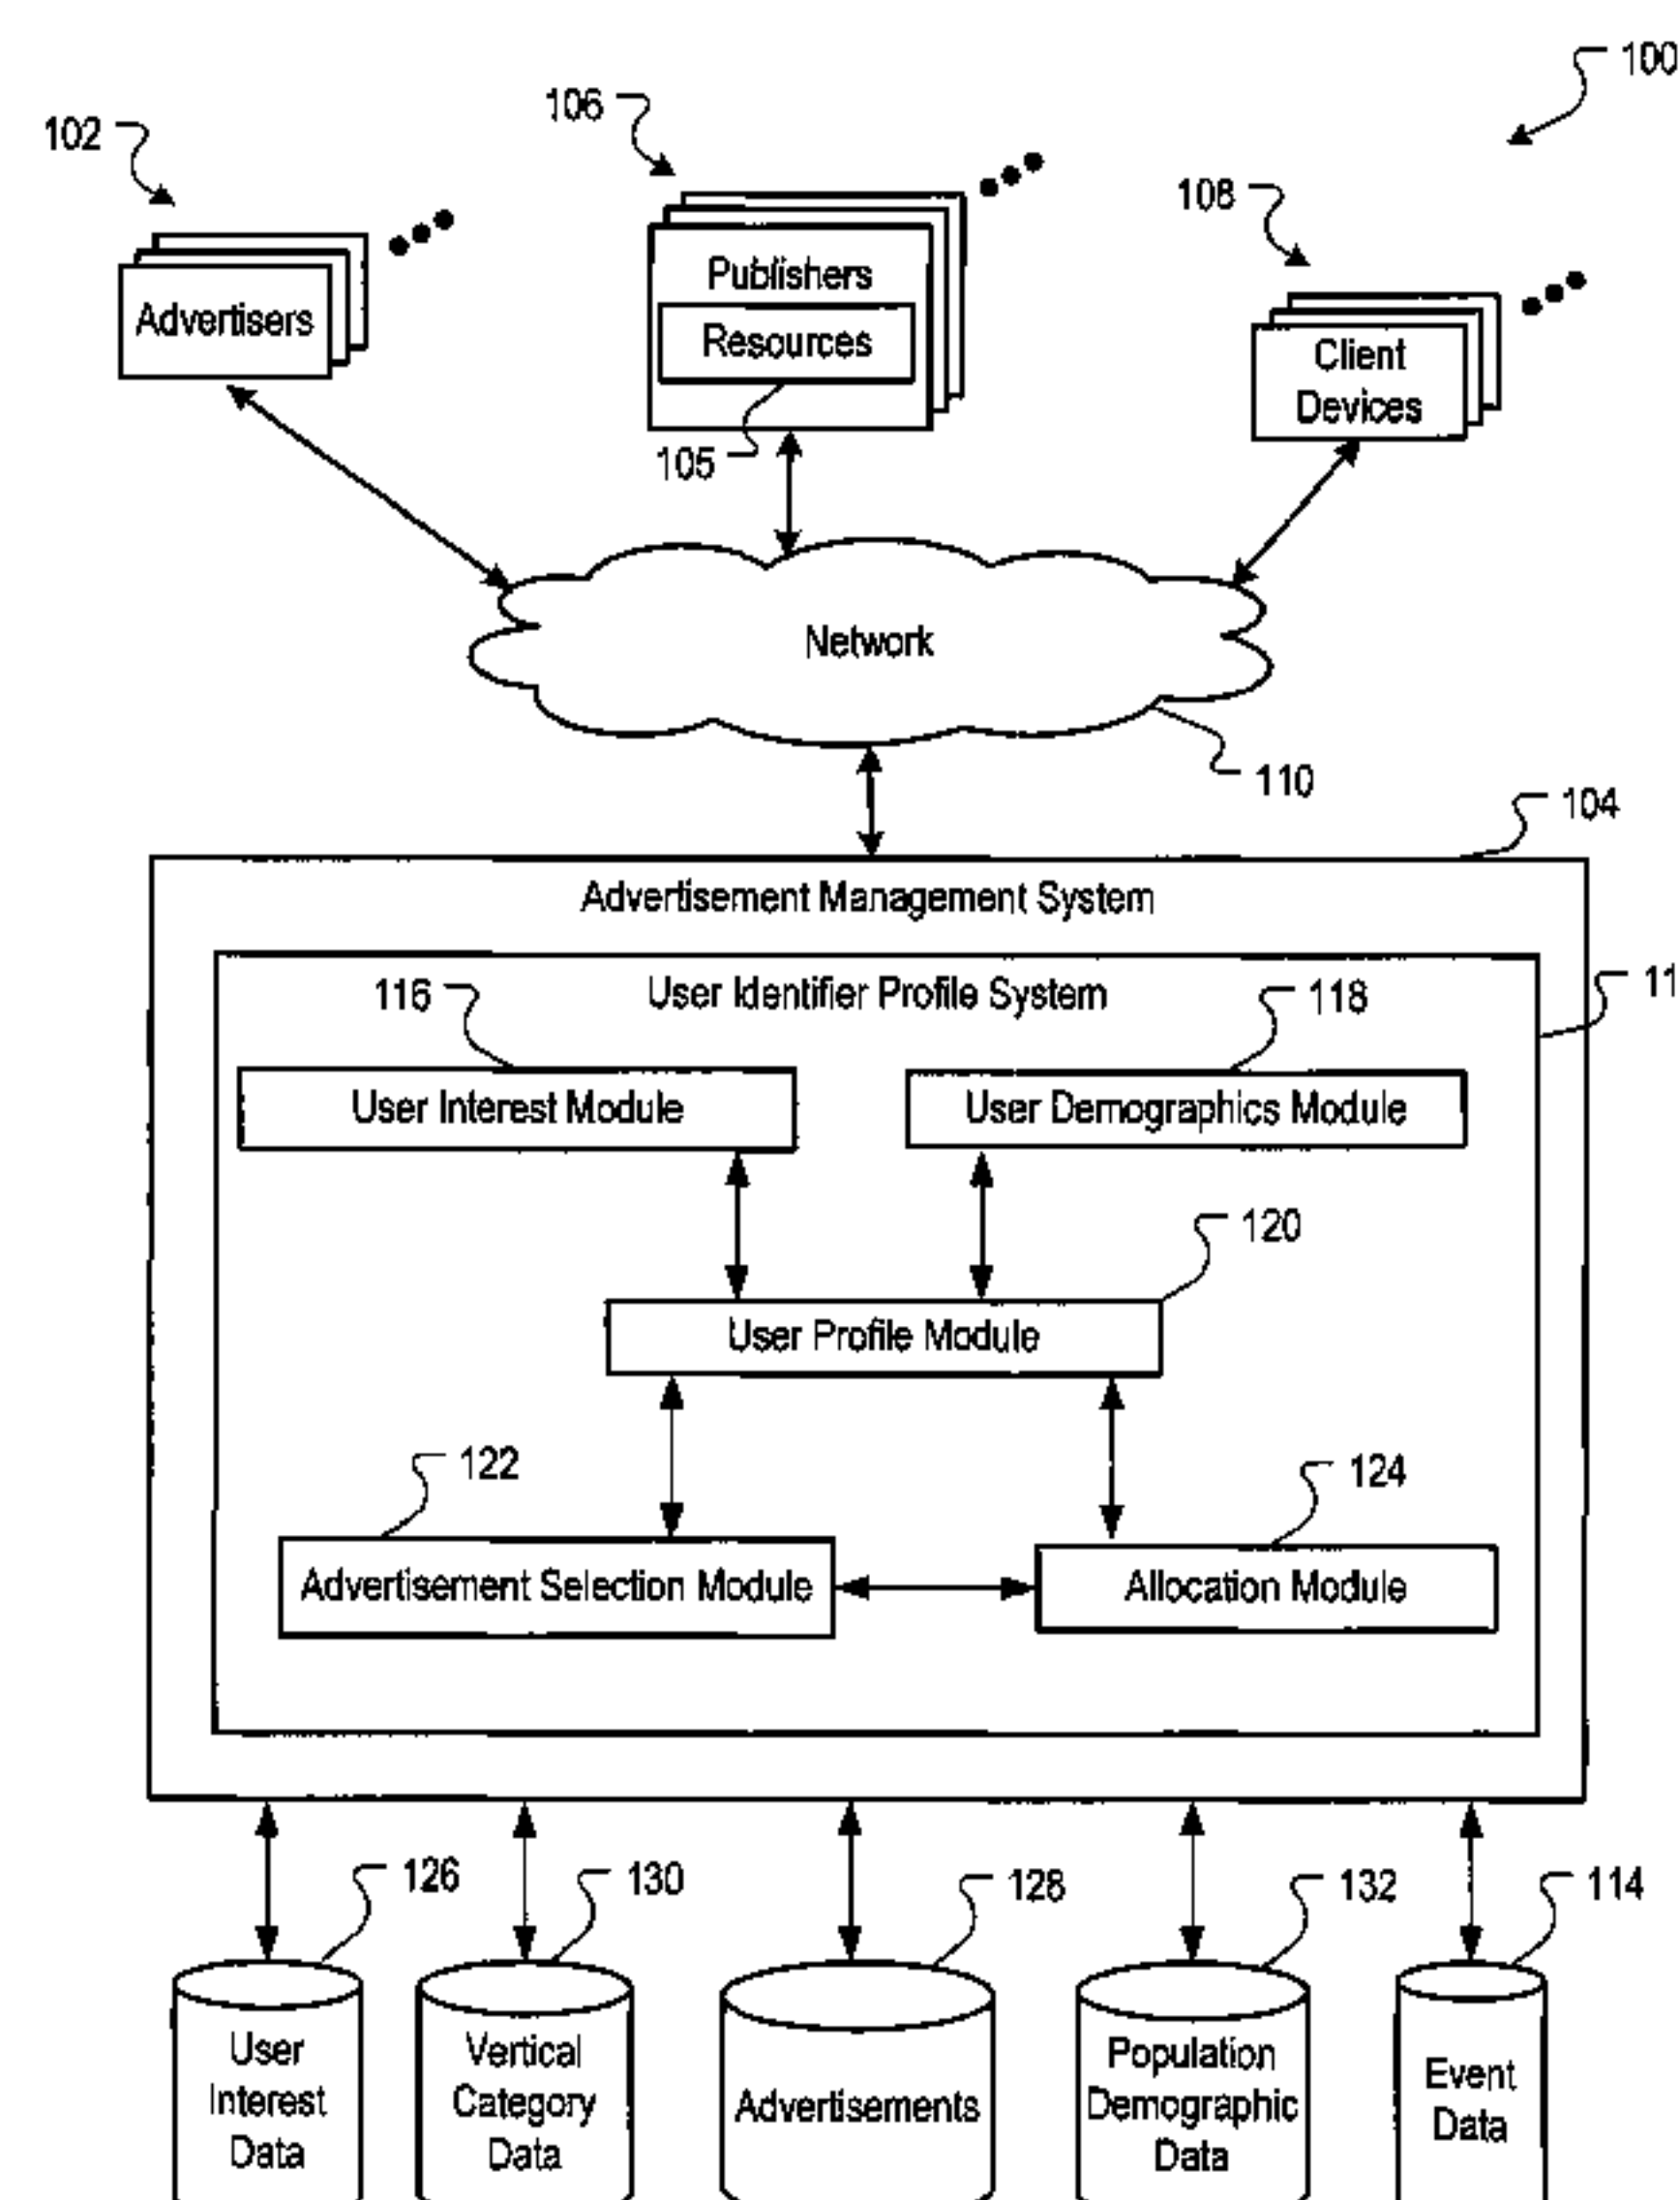 100
106
102
108
Publishers
Advertisers
Resources
Client
Devices
105
Network
110
104
Advertisement Management System
User Identifier Profile System
116
118
11
User Interest Module
User Demographics Module
120
User Profile Module
122
124
Advertisement Selection Module
Allocation Module
126
130
128
132
114
User
Interest
Data
Vertical
Category
Data
Advertisements
Population
Demographic
Data
Event
Data